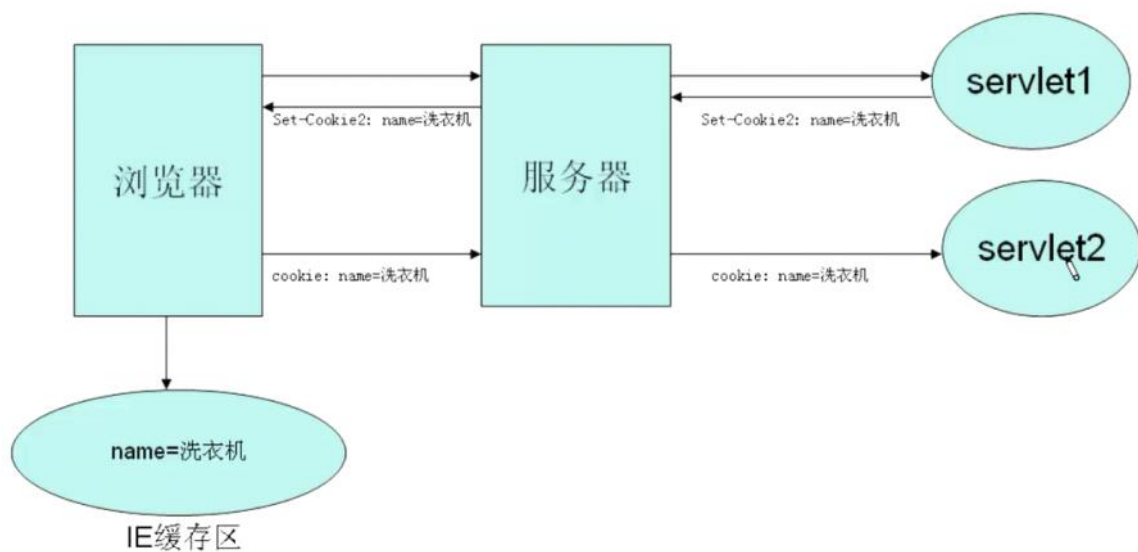 servlet1
Set-Cookie2: name=洗衣机
Set-Cookie2: name=洗衣机
浏览器
服务器
servlet2
cookie: name=洗衣机
cookie: name=洗衣机
name=洗衣机
IE缓存区